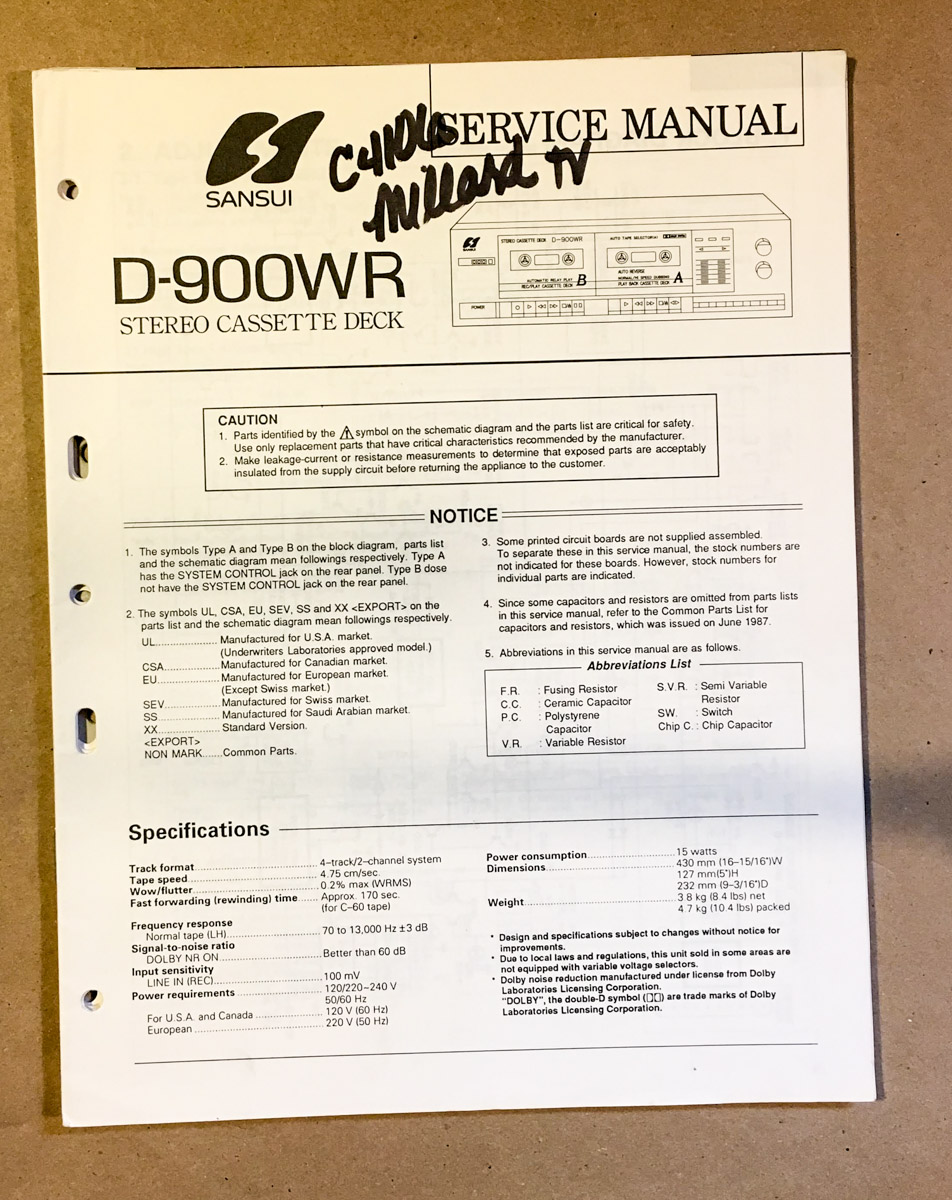 SERVICE MANUAL
SANSUI
Millard TV
D-900WR
STEREO CASSETTE DECK
SANSUI
STEREO CASSETTE DECK D-900WR
AUTO TAPE SELECTOR(A)
AUTOMATIC RELAY PLAY
REC/PLAY CASSETTE DECK B
AUTO REVERSE
NORMAL/HI SPEED DUBBING
PLAY BACK CASSETTE DECK A
POWER
CAUTION
1. Parts identified by the ⚠ symbol on the schematic diagram and the parts list are critical for safety.
Use only replacement parts that have critical characteristics recommended by the manufacturer.
2. Make leakage-current or resistance measurements to determine that exposed parts are acceptably
insulated from the supply circuit before returning the appliance to the customer.
NOTICE
1. The symbols Type A and Type B on the block diagram, parts list
and the schematic diagram mean followings respectively. Type A
has the SYSTEM CONTROL jack on the rear panel. Type B dose
not have the SYSTEM CONTROL jack on the rear panel.
2. The symbols UL, CSA, EU, SEV, SS and XX <EXPORT> on the
parts list and the schematic diagram mean followings respectively.
UL.................... Manufactured for U.S.A. market.
(Underwriters Laboratories approved model.)
CSA.................. Manufactured for Canadian market.
EU.................... Manufactured for European market.
(Except Swiss market.)
SEV.................. Manufactured for Swiss market.
SS.................... Manufactured for Saudi Arabian market.
XX.................... Standard Version.
<EXPORT>
NON MARK...... Common Parts.
3. Some printed circuit boards are not supplied assembled.
To separate these in this service manual, the stock numbers are
not indicated for these boards. However, stock numbers for
individual parts are indicated.
4. Since some capacitors and resistors are omitted from parts lists
in this service manual, refer to the Common Parts List for
capacitors and resistors, which was issued on June 1987.
5. Abbreviations in this service manual are as follows.
Abbreviations List
F.R. : Fusing Resistor
C.C. : Ceramic Capacitor
P.C. : Polystyrene
Capacitor
V.R. : Variable Resistor
S.V.R. : Semi Variable
Resistor
SW. : Switch
Chip C. : Chip Capacitor
Specifications
Track format .................... 4-track/2-channel system
Tape speed .................... 4.75 cm/sec.
Wow/flutter .................... 0.2% max (WRMS)
Fast forwarding (rewinding) time ...... Approx. 170 sec.
(for C-60 tape)
Frequency response
Normal tape (LH) .................... 70 to 13,000 Hz ±3 dB
Signal-to-noise ratio
DOLBY NR ON .................... Better than 60 dB
Input sensitivity
LINE IN (REC) .................... 100 mV
Power requirements .................... 120/220~240 V
50/60 Hz
For U.S.A. and Canada .................... 120 V (60 Hz)
European .................... 220 V (50 Hz)
Power consumption .................... 15 watts
Dimensions .................... 430 mm (16-15/16")W
127 mm(5")H
232 mm (9-3/16")D
Weight .................... 3.8 kg (8.4 lbs) net
4.7 kg (10.4 lbs) packed
* Design and specifications subject to changes without notice for
improvements.
* Due to local laws and regulations, this unit sold in some areas are
not equipped with variable voltage selectors.
* Dolby noise reduction manufactured under license from Dolby
Laboratories Licensing Corporation.
"DOLBY", the double-D symbol (▯▯) are trade marks of Dolby
Laboratories Licensing Corporation.